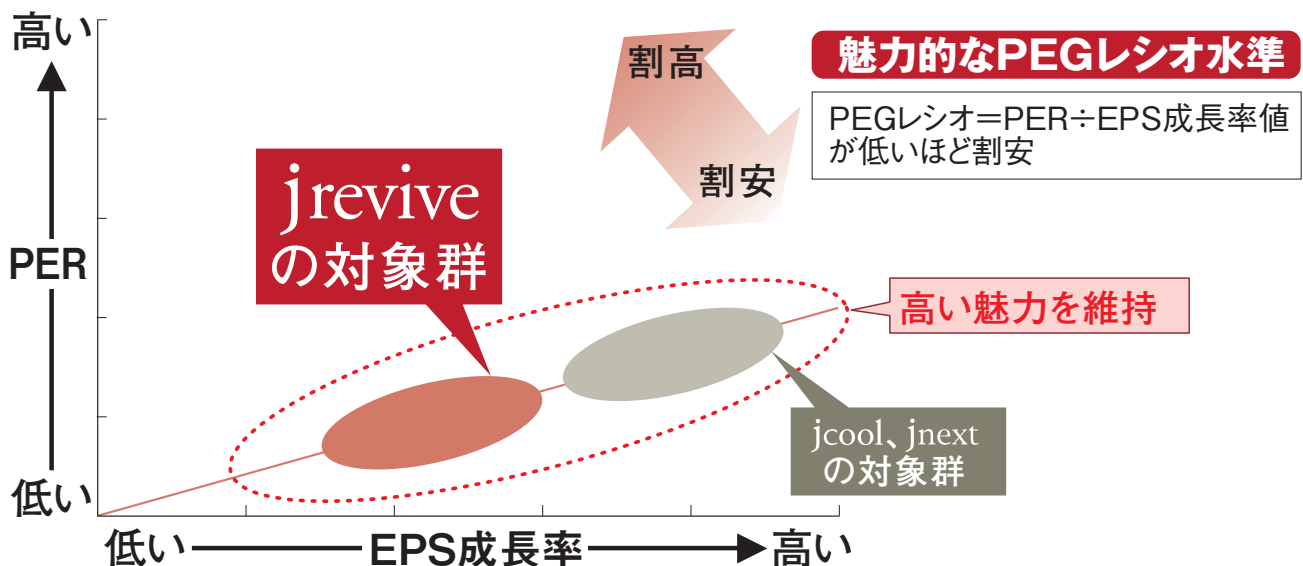 高い
PER
低い
割高
割安
魅力的なPEGレシオ水準
PEGレシオ＝PER÷EPS成長率値
が低いほど割安
jrevive
の対象群
高い魅力を維持
jcool、jnext
の対象群
低い
EPS成長率
高い